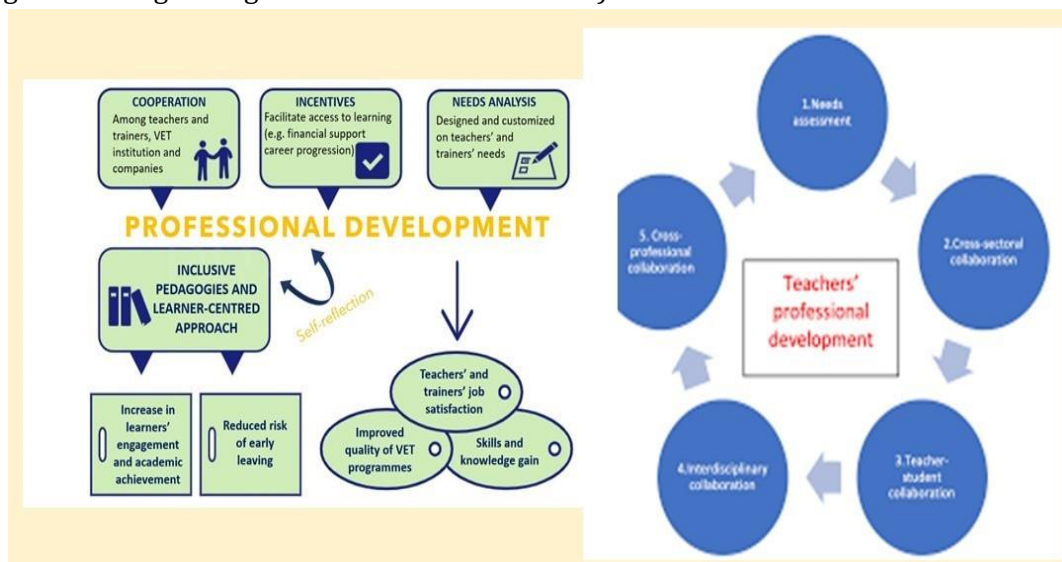 COOPERATION
Among teachers and
trainers, VET
institution and
companies
INCENTIVES
Facilitate access to learning
(e.g. financial support
career progression)
NEEDS ANALYSIS
Designed and customized
on teachers' and
trainers' needs
PROFESSIONAL DEVELOPMENT
INCLUSIVE
PEDAGOGIES AND
LEARNER-CENTRED
APPROACH
Self-reflection
Increase in
learners'
engagement
and academic
achievement
Reduced risk
of early
leaving
Teachers' and
trainers' job
satisfaction
Improved
quality of VET
programmes
Skills and
knowledge gain
1.Needs
assessment
2.Cross-sectoral
collaboration
3.Teacher-
student
collaboration
4.Interdisciplinary
collaboration
5. Cross-
professional
collaboration
Teachers'
professional
development